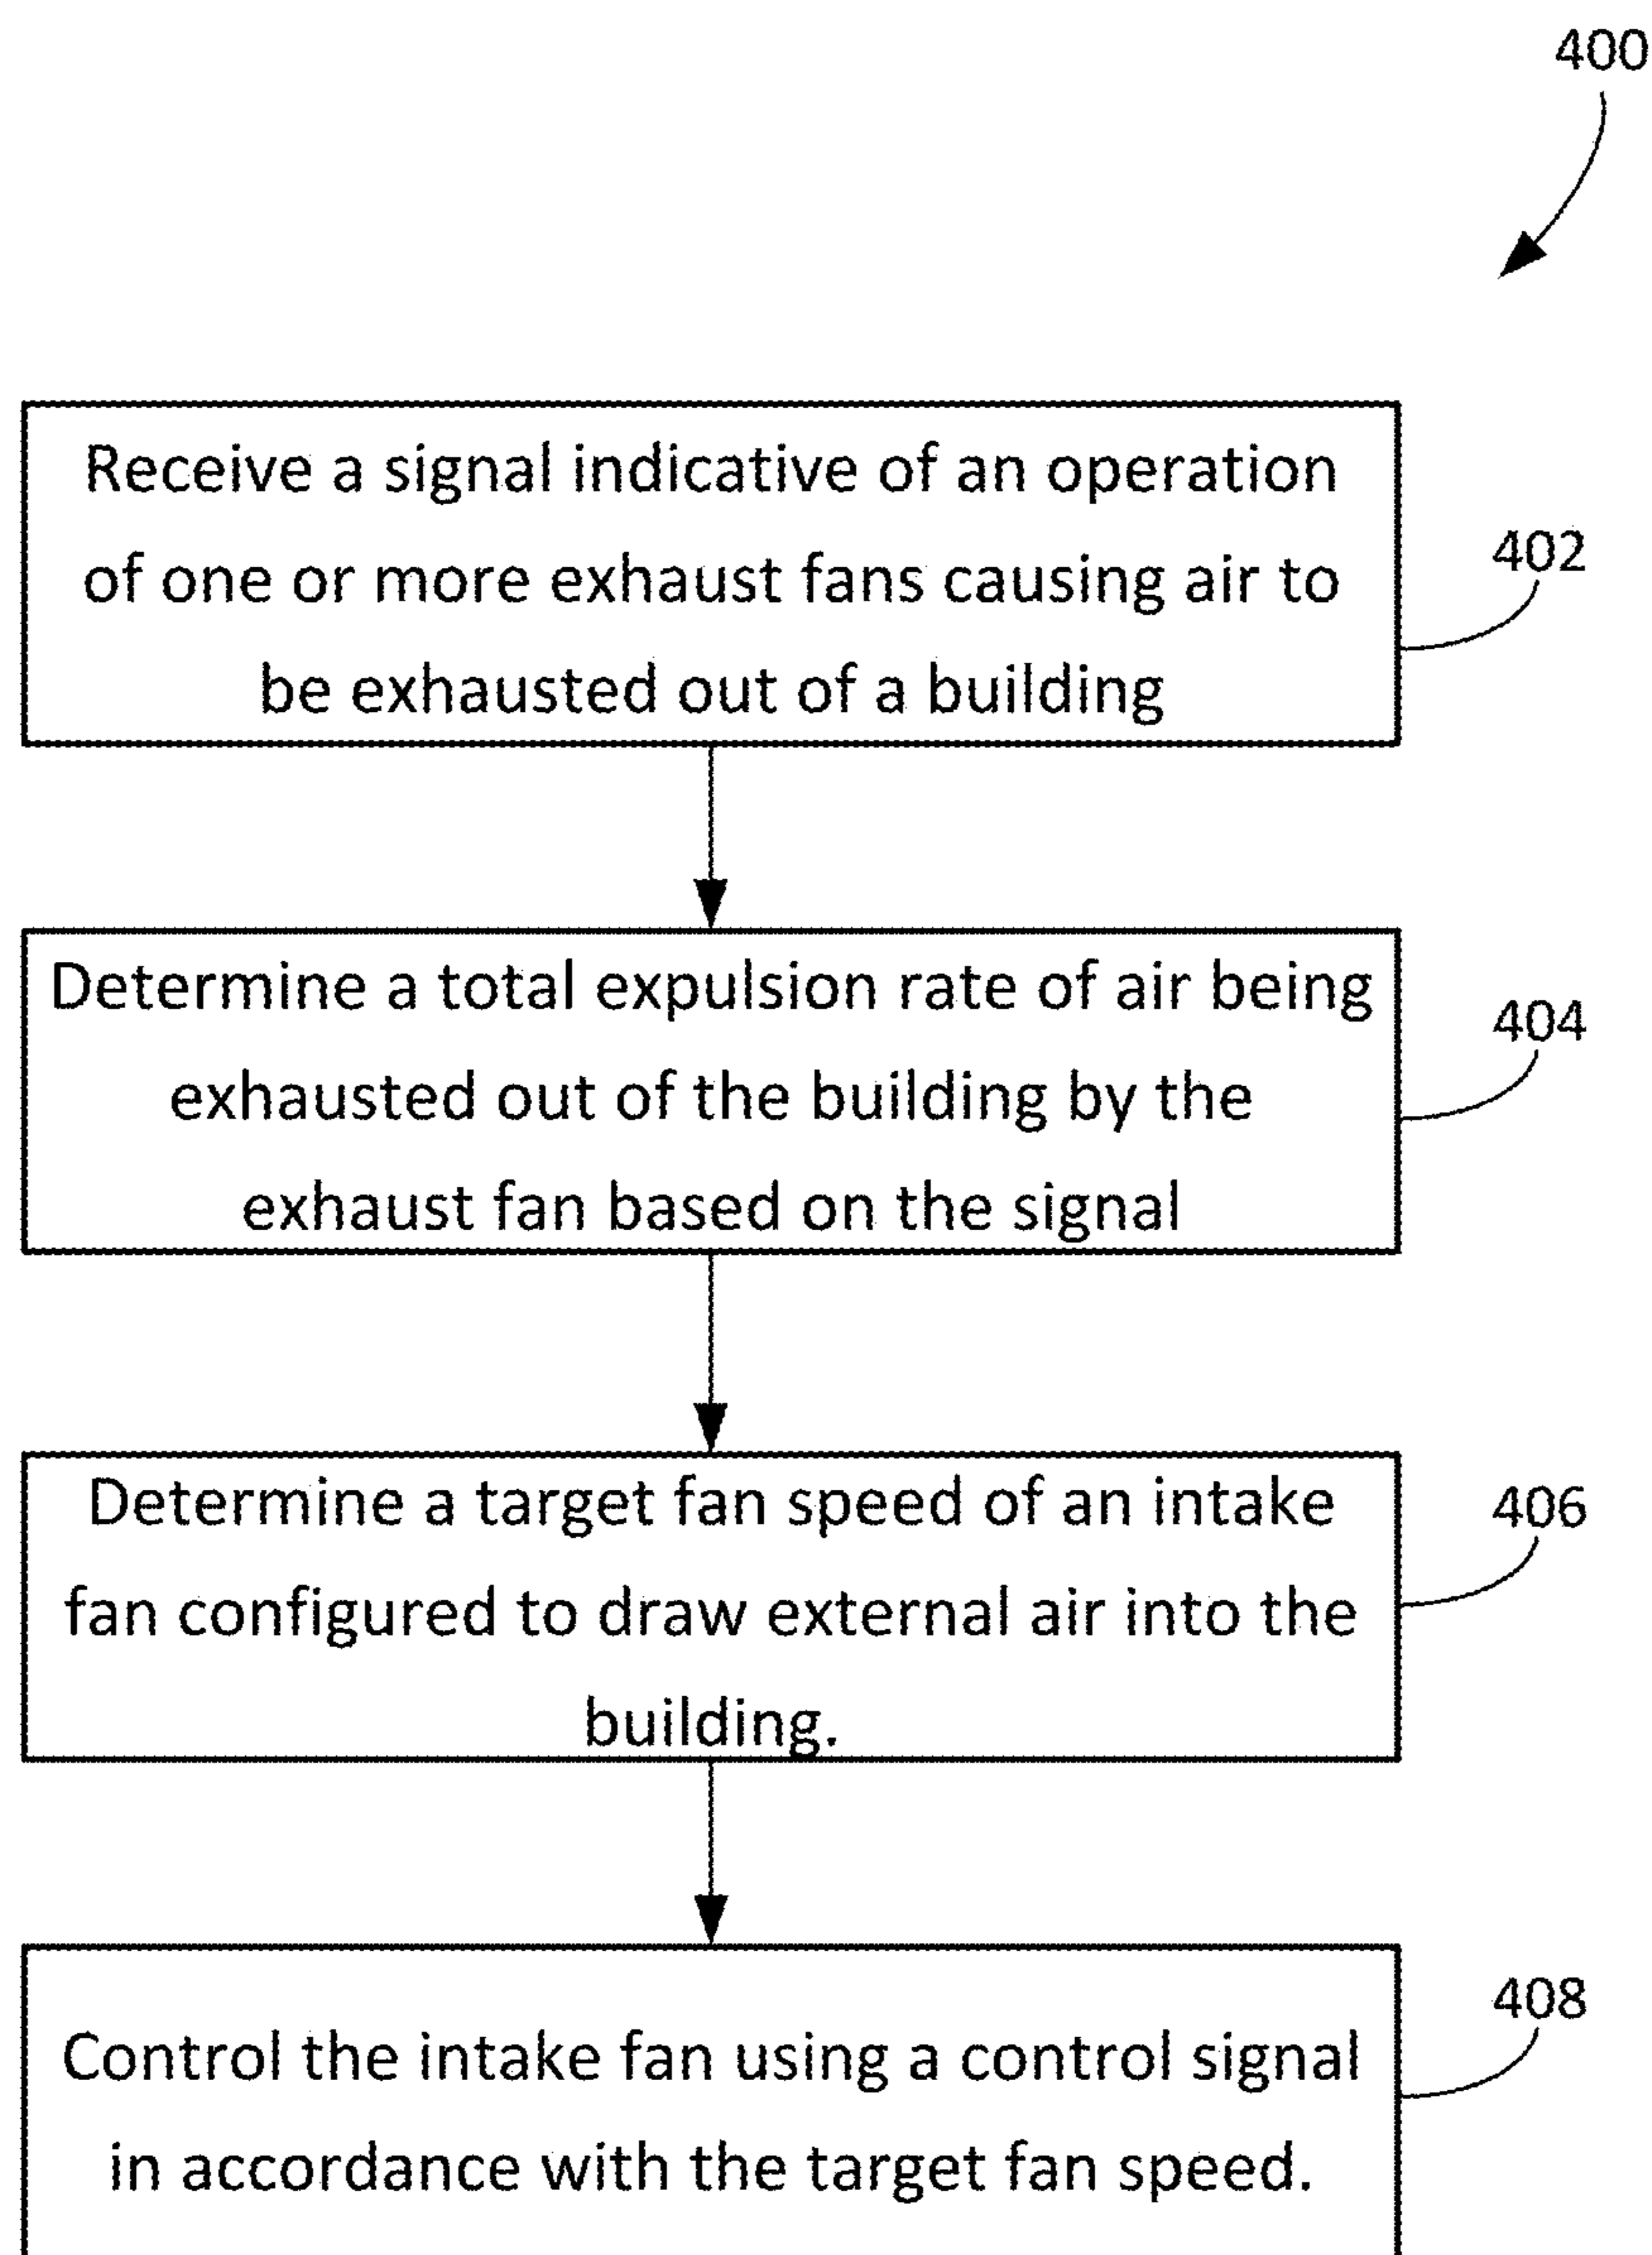 400
Receive a signal indicative of an operation
of one or more exhaust fans causing air to
be exhausted out of a building
402
Determine a total expulsion rate of air being
exhausted out of the building by the
exhaust fan based on the signal
404
Determine a target fan speed of an intake
fan configured to draw external air into the
building.
406
Control the intake fan using a control signal
in accordance with the target fan speed.
408